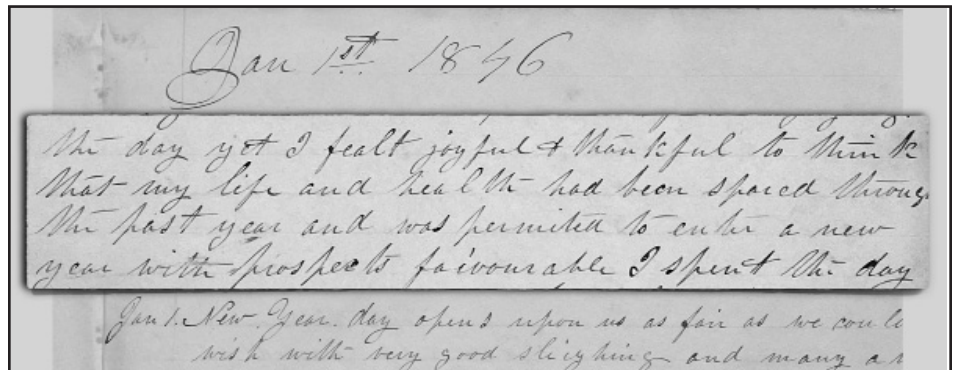 Jan 1st 1846
the day yet I fealt joyful & thankful to think
that my life and health had been spared throug
the past year and was permited to enter a new
year with prospects faivourable I spent the day
Jan 1. New. Year. day opens upon us as fair as we coul
wish with very good sleighing and many a